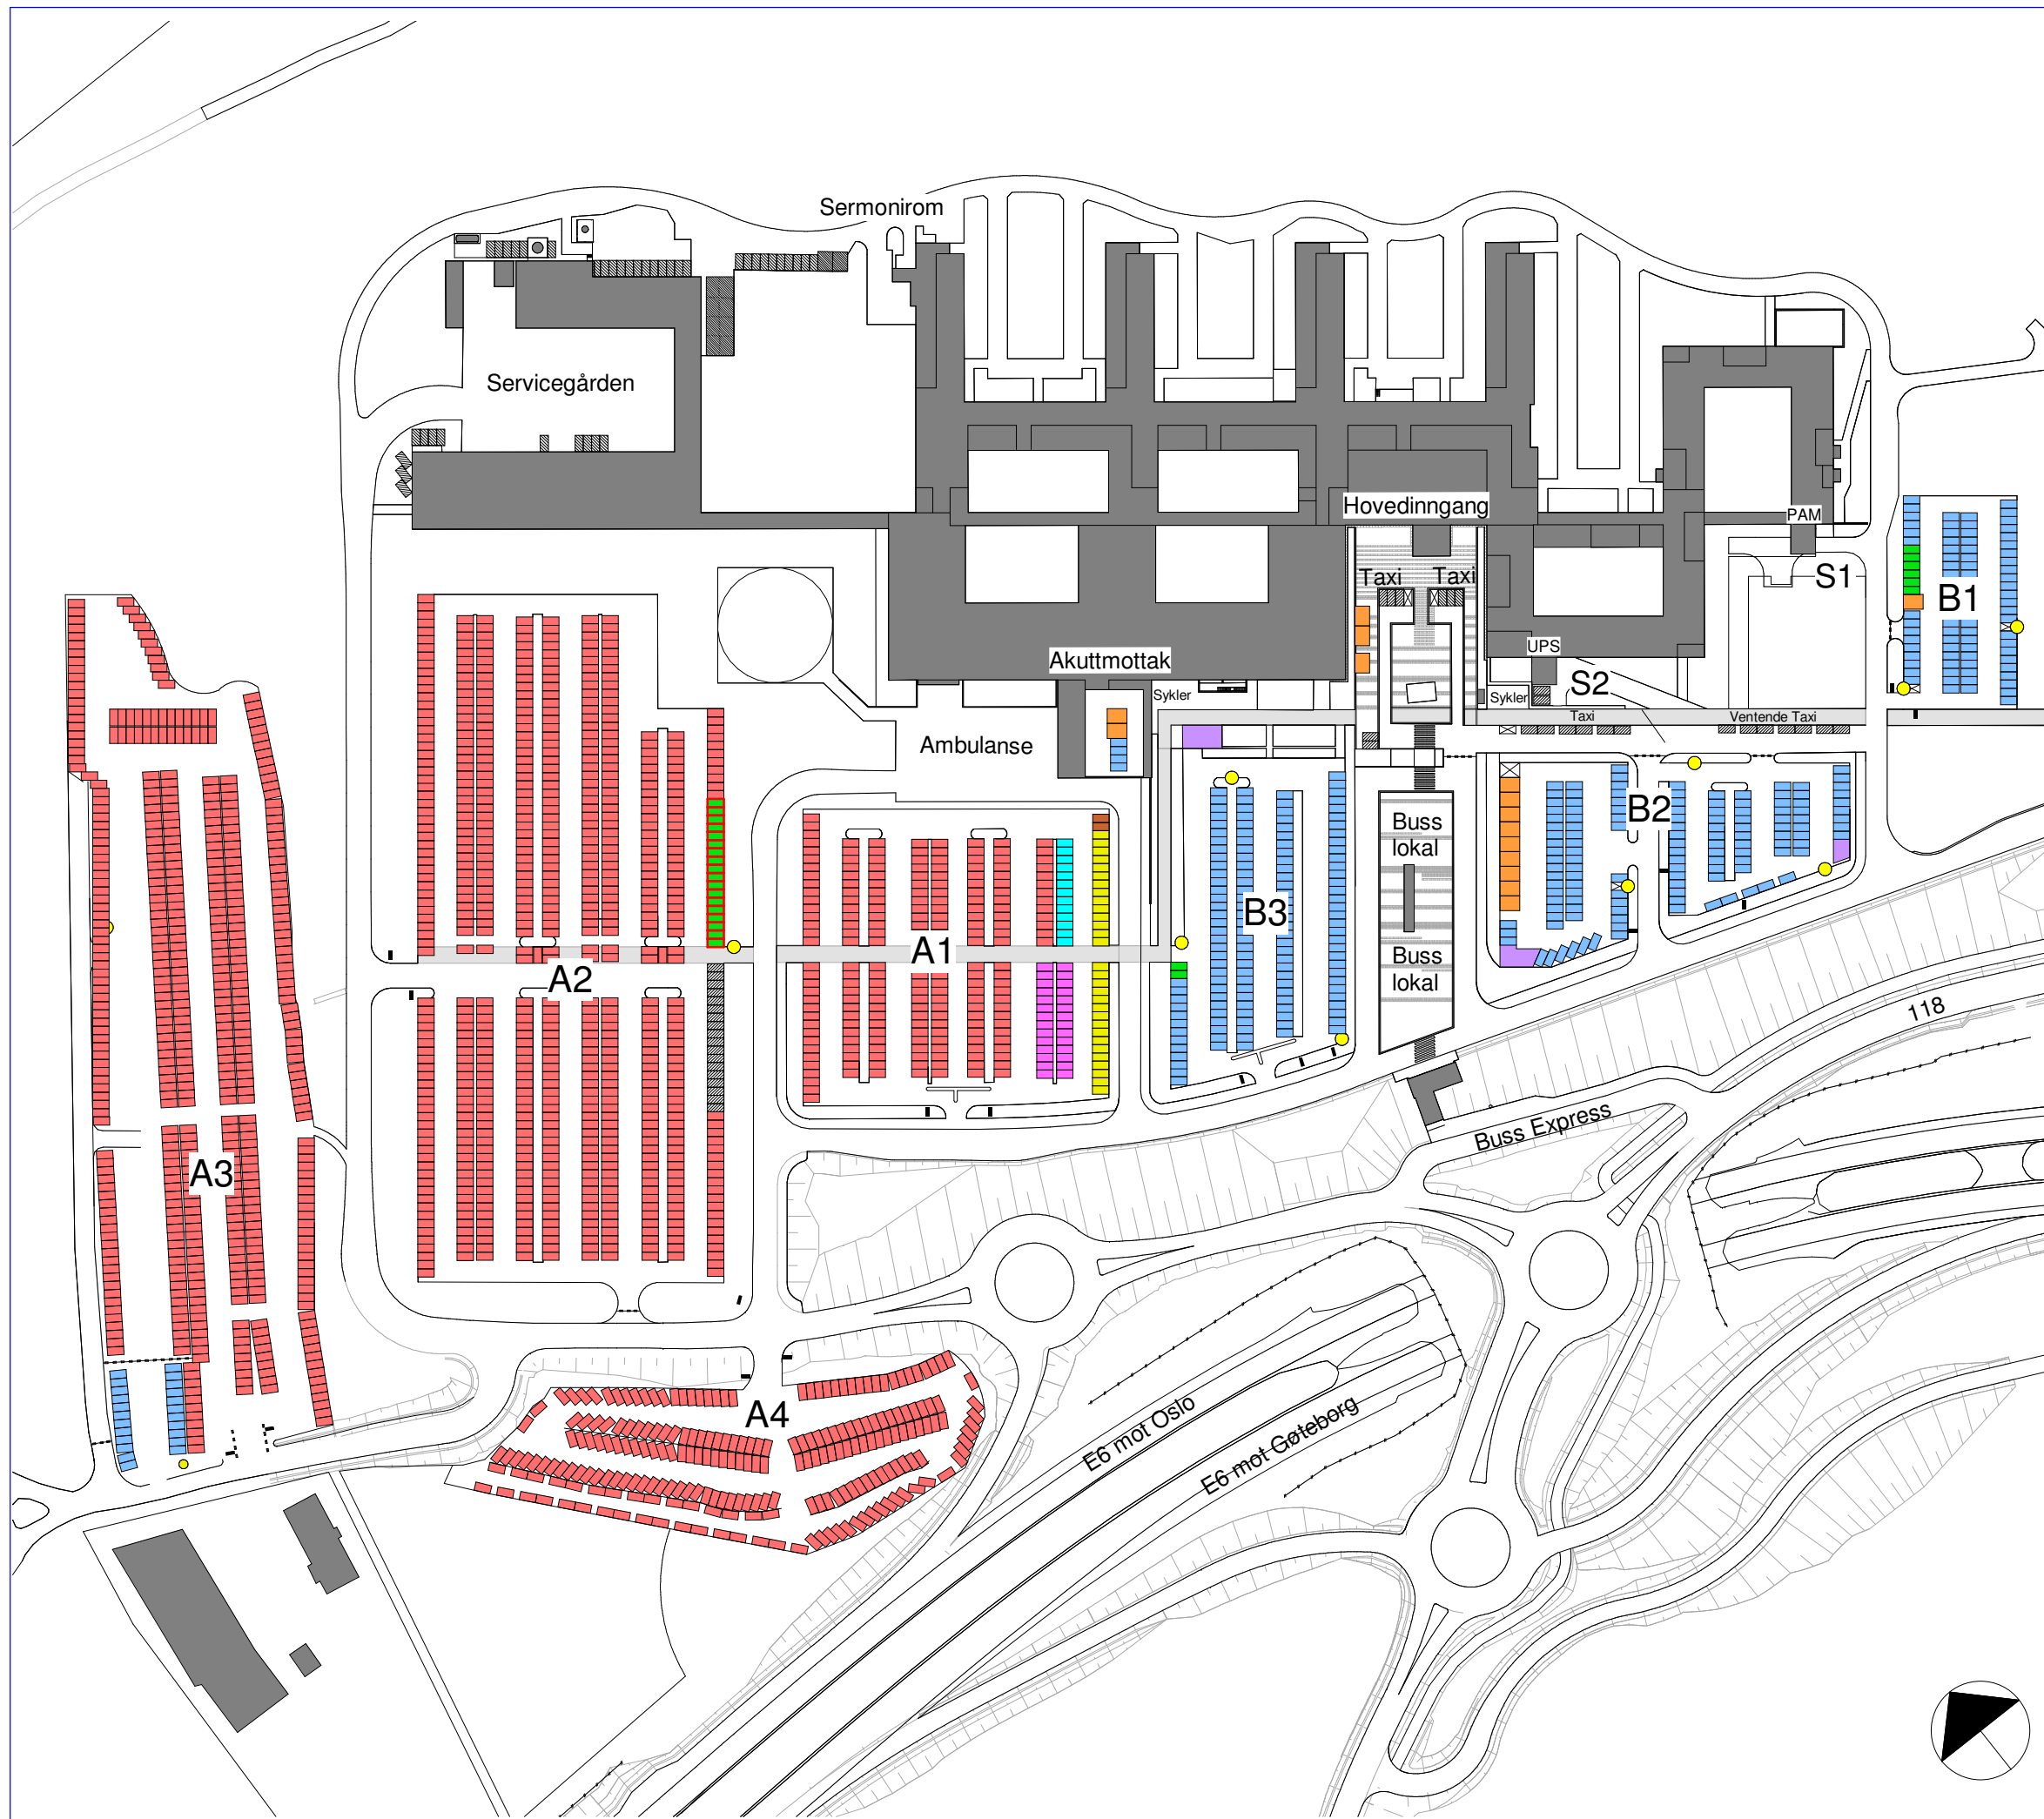 Sermonirom
Servicegården
Hovedinngang
PAM
Taxi
Taxi
S1
B1
UPS
Akuttmottak
Sykler
Sykler
S2
Taxi
Ventende Taxi
Ambulanse
B2
Buss
lokal
B3
A1
Buss
lokal
A2
118
Buss Express
A3
A4
E6 mot Oslo
E6 mot Gøteborg